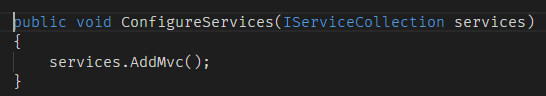 public void ConfigureServices(IServiceCollection services)
{
    services.AddMvc();
}